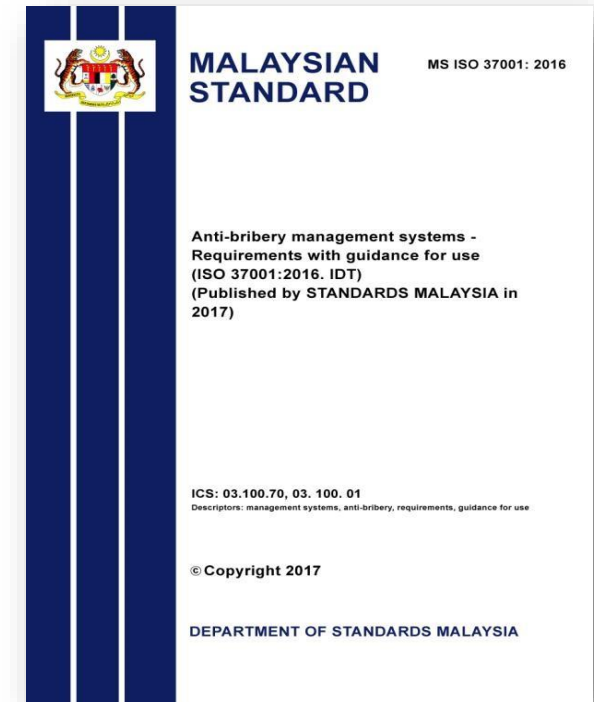 MALAYSIAN
STANDARD
MS ISO 37001: 2016
Anti-bribery management systems -
Requirements with guidance for use
(ISO 37001:2016. IDT)
(Published by STANDARDS MALAYSIA in
2017)
ICS: 03.100.70, 03. 100. 01
Descriptors: management systems, anti-bribery, requirements, guidance for use
© Copyright 2017
DEPARTMENT OF STANDARDS MALAYSIA